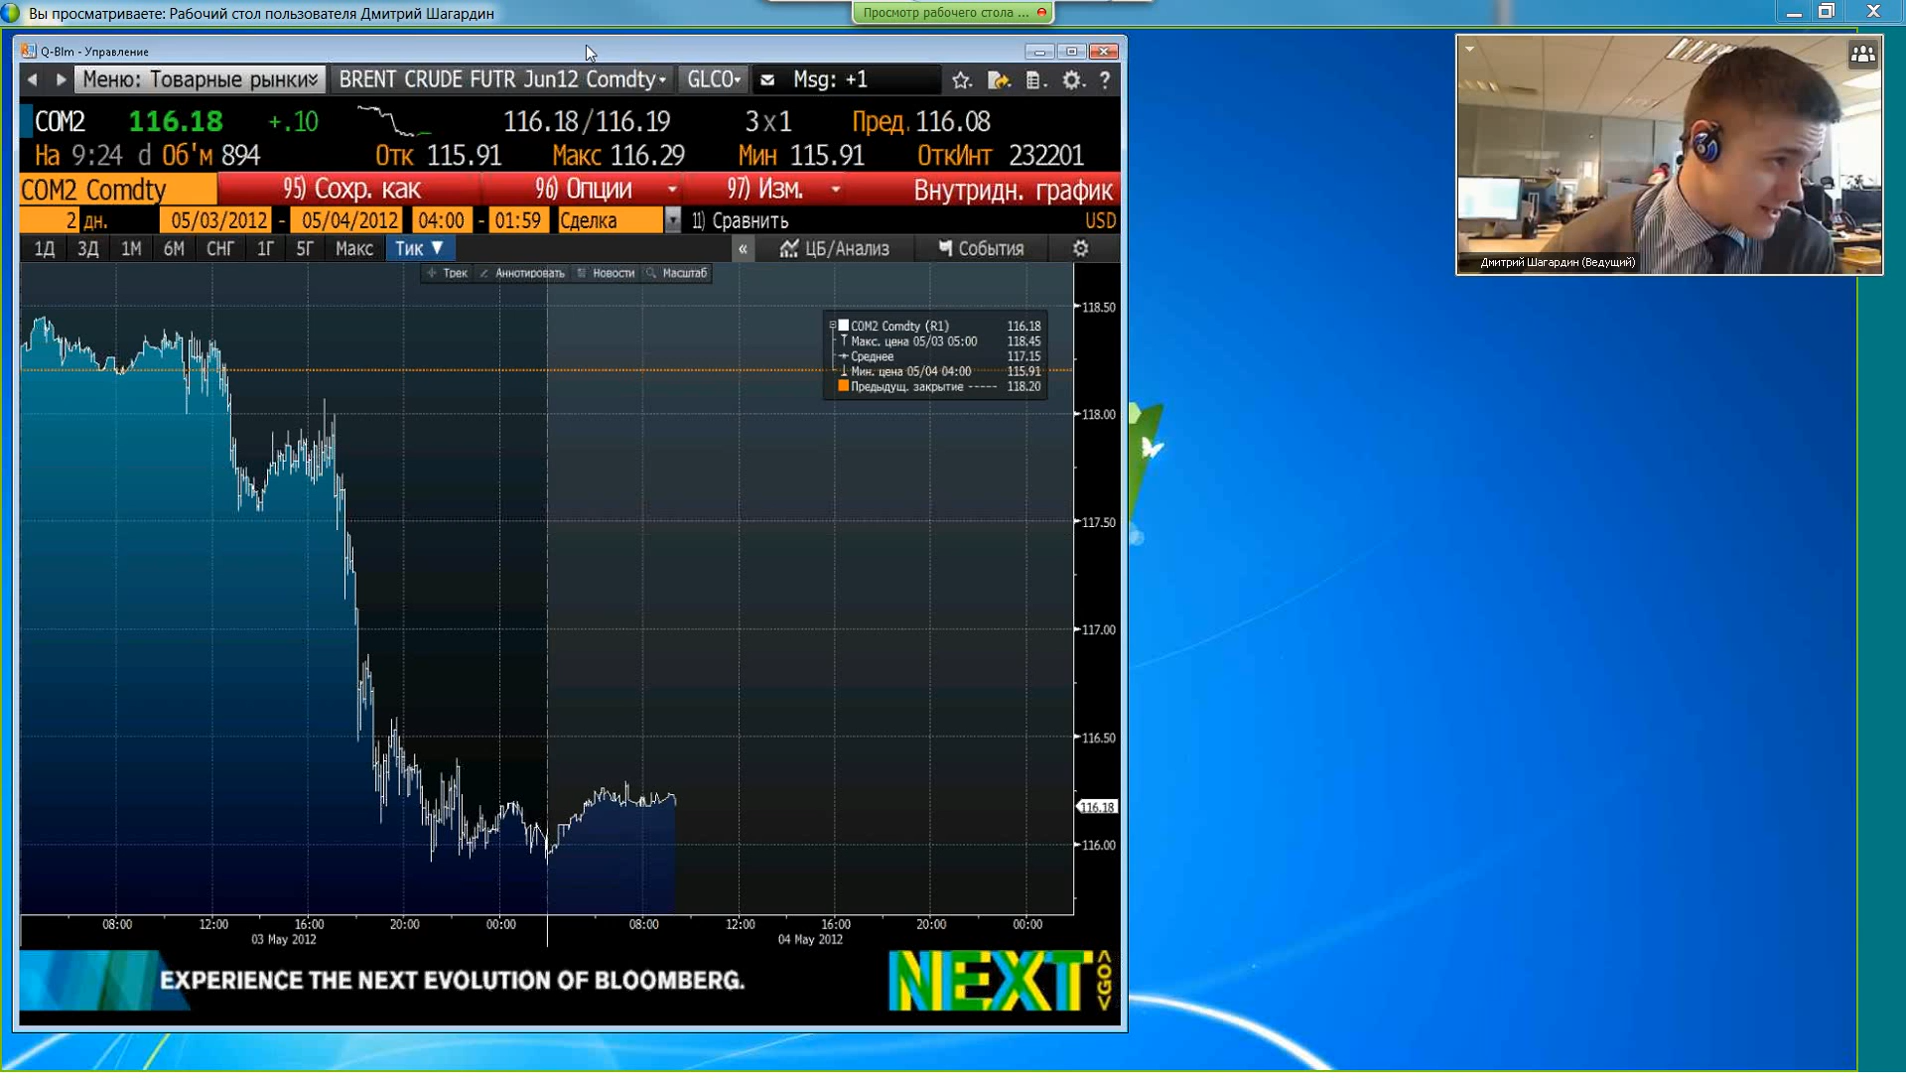 Вы просматриваете: Рабочий стол пользователя Дмитрий Шагардин
Просмотр рабочего стола ...
Q-Blm - Управление
Меню: Товарные рынки BRENT CRUDE FUTR Jun12 Comdty GLCO Msg: +1 ?
COM2 116.18 +.10 116.18/116.19 3x1 Пред. 116.08
На 9:24 d Об'м 894 Отк 115.91 Макс 116.29 Мин 115.91 ОткИнт 232201
COM2 Comdty 95) Сохр. как 96) Опции 97) Изм. Внутридн. график
2 дн. 05/03/2012 - 05/04/2012 04:00 - 01:59 Сделка 11) Сравнить USD
1Д 3Д 1М 6М СНГ 1Г 5Г Макс Тик ▼ « ЦБ/Анализ События
Трек Аннотировать Новости Масштаб
COM2 Comdty (R1) 116.18
Макс. цена 05/03 05:00 118.45
Среднее 117.15
Мин. цена 05/04 04:00 115.91
Предыдущ. закрытие ----- 118.20
118.50
118.00
117.50
117.00
116.50
116.18
116.00
08:00 12:00 16:00 20:00 00:00 08:00 12:00 16:00 20:00 00:00
03 May 2012 04 May 2012
EXPERIENCE THE NEXT EVOLUTION OF BLOOMBERG.
NEXT <GO>
Дмитрий Шагардин (Ведущий)